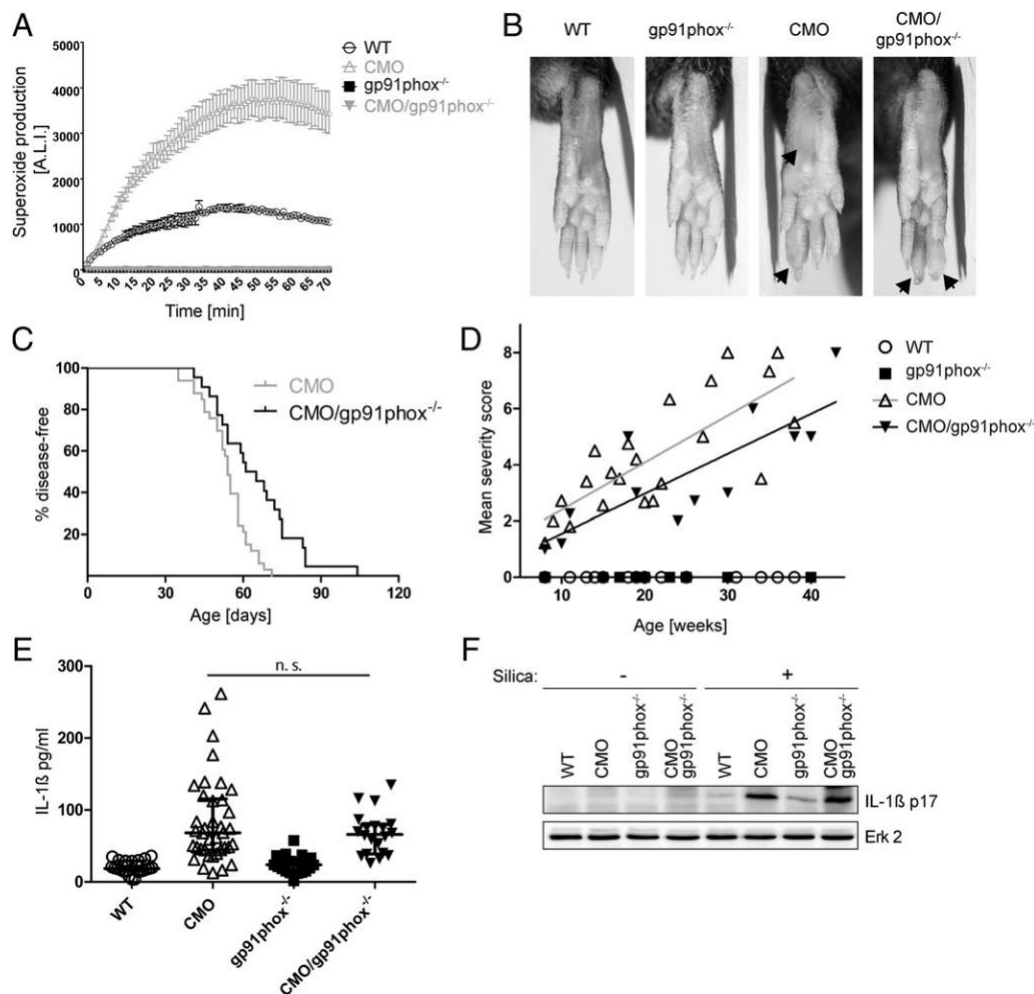 A
Superoxide production
[A.L.I.]
5000
4000
3000
2000
1000
0
0
5
10
15
20
25
30
35
40
45
50
55
60
65
70
Time [min]
WT
CMO
gp91phox-/-
CMO/gp91phox-/-
B
WT
gp91phox-/-
CMO
CMO/
gp91phox-/-
C
% disease-free
100
80
60
40
20
0
30
60
90
120
Age [days]
CMO
CMO/gp91phox-/-
D
Mean severity score
8
6
4
2
0
10
20
30
40
Age [weeks]
WT
gp91phox-/-
CMO
CMO/gp91phox-/-
E
IL-1ß pg/ml
300
200
100
0
n. s.
WT
CMO
gp91phox-/-
CMO/gp91phox-/-
F
Silica:
-
+
WT
CMO
gp91phox-/-
CMO
gp91phox-/-
WT
CMO
gp91phox-/-
CMO
gp91phox-/-
IL-1ß p17
Erk 2